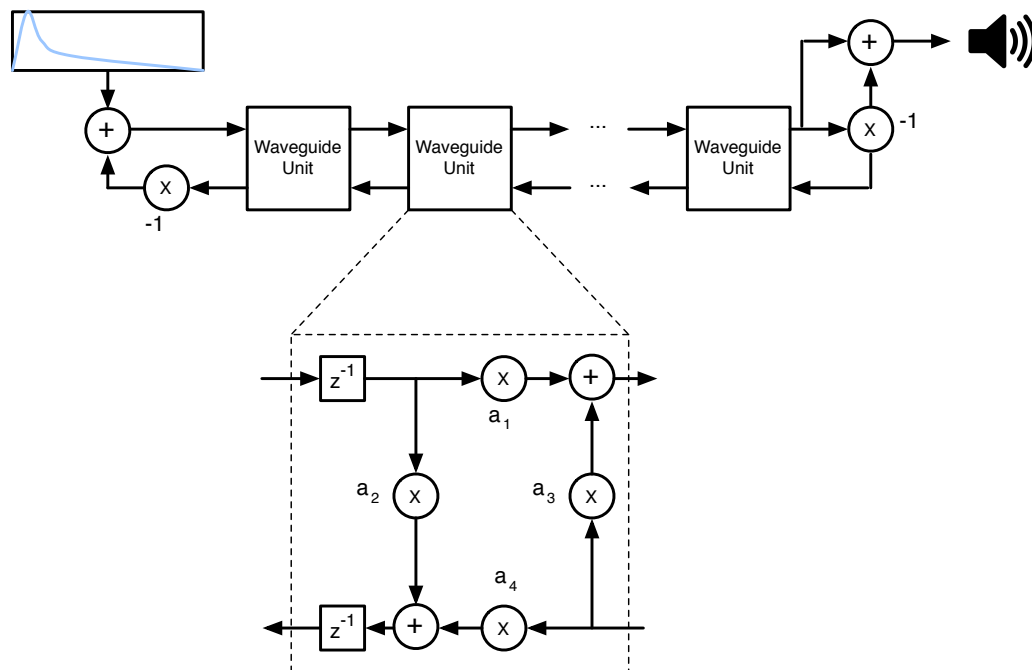 +
+
Waveguide
Unit
Waveguide
Unit
...
...
Waveguide
Unit
x
-1
x
-1
z⁻¹
x
+
a₁
a₂
x
a₃
x
a₄
z⁻¹
+
x